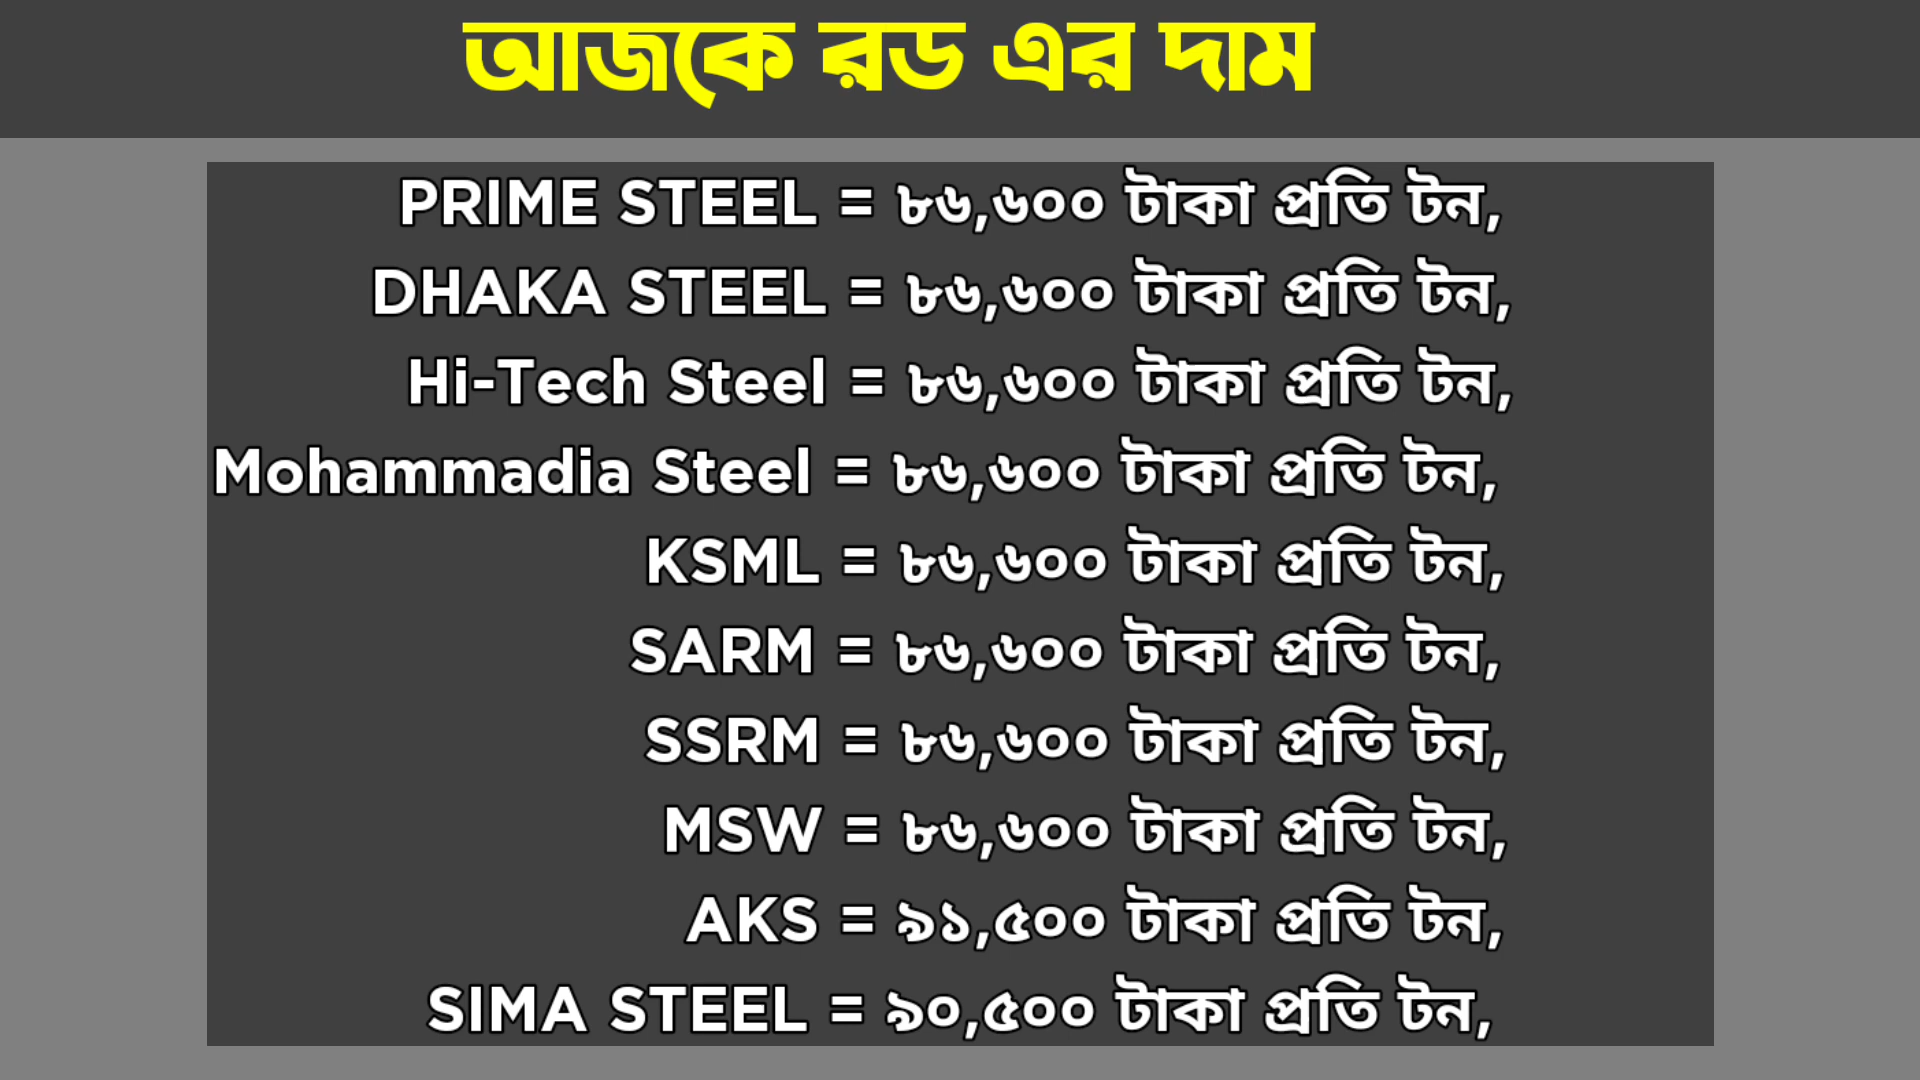 আজকে রড এর দাম
PRIME STEEL = ৮৬,৬০০ টাকা প্রতি টন,
DHAKA STEEL = ৮৬,৬০০ টাকা প্রতি টন,
Hi-Tech Steel = ৮৬,৬০০ টাকা প্রতি টন,
Mohammadia Steel = ৮৬,৬০০ টাকা প্রতি টন,
KSML = ৮৬,৬০০ টাকা প্রতি টন,
SARM = ৮৬,৬০০ টাকা প্রতি টন,
SSRM = ৮৬,৬০০ টাকা প্রতি টন,
MSW = ৮৬,৬০০ টাকা প্রতি টন,
AKS = ৯১,৫০০ টাকা প্রতি টন,
SIMA STEEL = ৯০,৫০০ টাকা প্রতি টন,